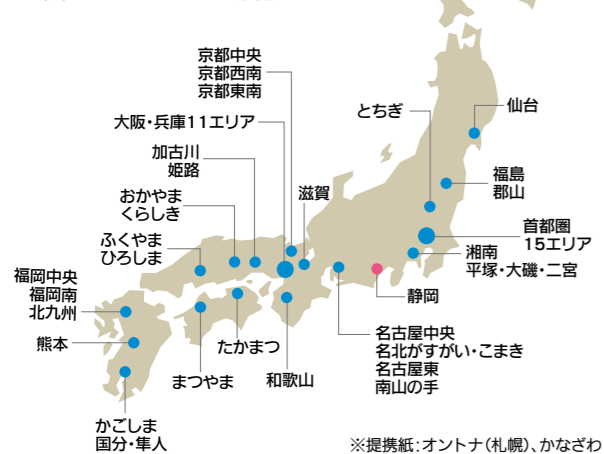 京都中央
京都西南
京都東南
大阪・兵庫11エリア
加古川
姫路
おかやま
くらしき
ふくやま
ひろしま
福岡中央
福岡南
北九州
熊本
かごしま
国分・隼人
まつやま
たかまつ
和歌山
滋賀
とちぎ
仙台
福島
郡山
首都圏
15エリア
湘南
平塚・大磯・二宮
静岡
名古屋中央
名北がすがい・こまき
名古屋東
南山の手
※提携紙：オントナ（札幌）、かなざわ